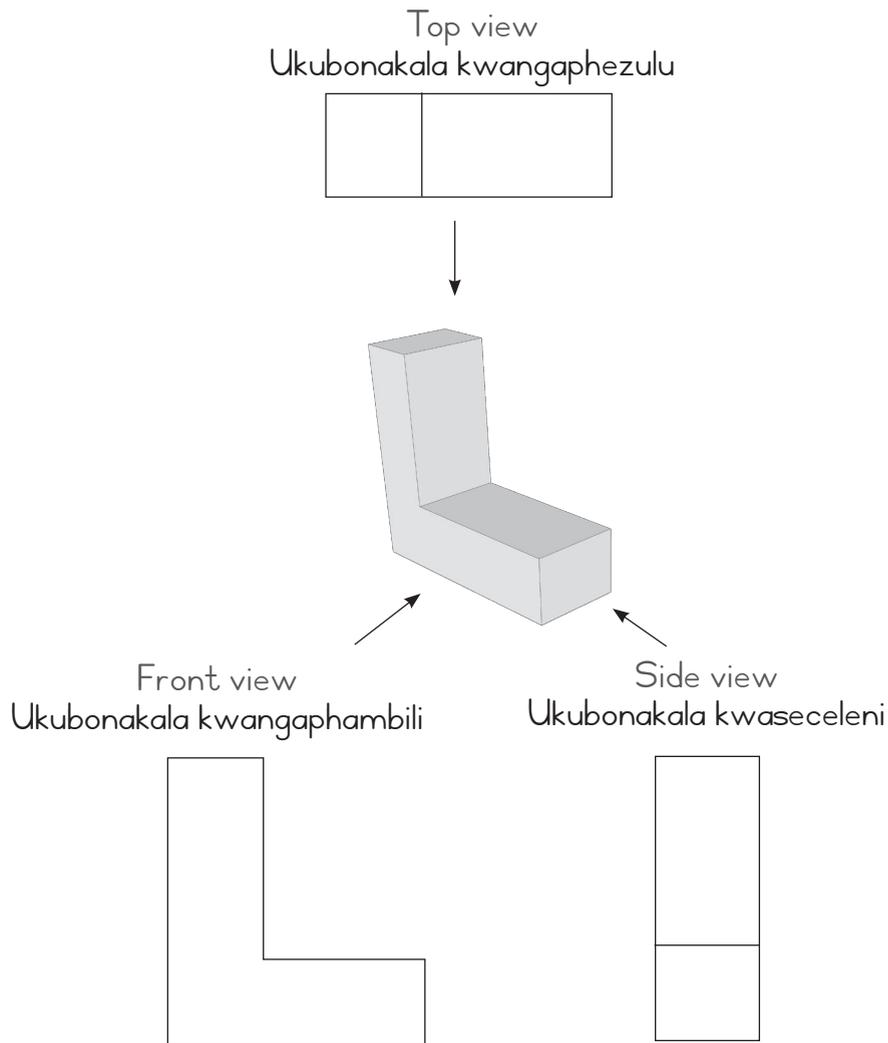 Top view
Ukubonakala kwangaphezulu
Front view
Ukubonakala kwangaphambili
Side view
Ukubonakala kwaseceleni